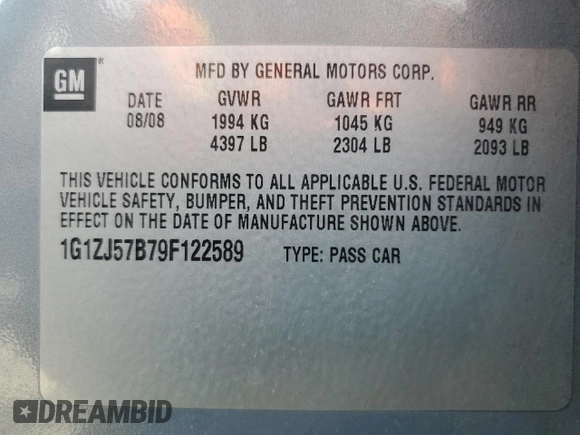 GM ®
MFD BY GENERAL MOTORS CORP.
DATE GVWR GAWR FRT GAWR RR
08/08 1994 KG 1045 KG 949 KG
4397 LB 2304 LB 2093 LB
THIS VEHICLE CONFORMS TO ALL APPLICABLE U.S. FEDERAL MOTOR
VEHICLE SAFETY, BUMPER, AND THEFT PREVENTION STANDARDS IN
EFFECT ON THE DATE OF MANUFACTURE SHOWN ABOVE.
1G1ZJ57B79F122589 TYPE: PASS CAR
DREAMBID